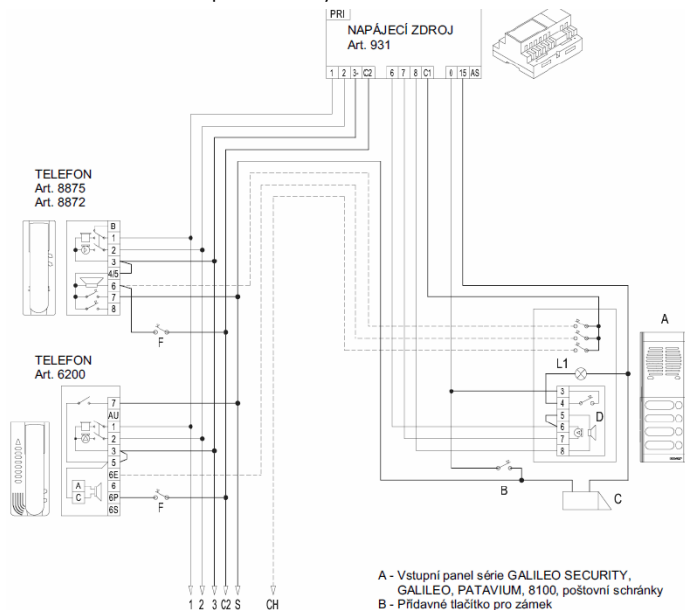 PRI
NAPÁJECÍ ZDROJ
Art. 931
1 2 3- C2 6 7 8 C1 0 15 AS
TELEFON
Art. 8875
Art. 8872
B
1
2
3
4/5
6
7
8
F
TELEFON
Art. 6200
7
AU
1
2
3
5
6E
6
6P
6S
A
C
F
A
L1
3
4
5
6
7
8
D
B
C
1 2 3 C2 S CH
A - Vstupní panel série GALILEO SECURITY,
GALILEO, PATAVIUM, 8100, poštovní schránky
B - Přídavné tlačítko pro zámek